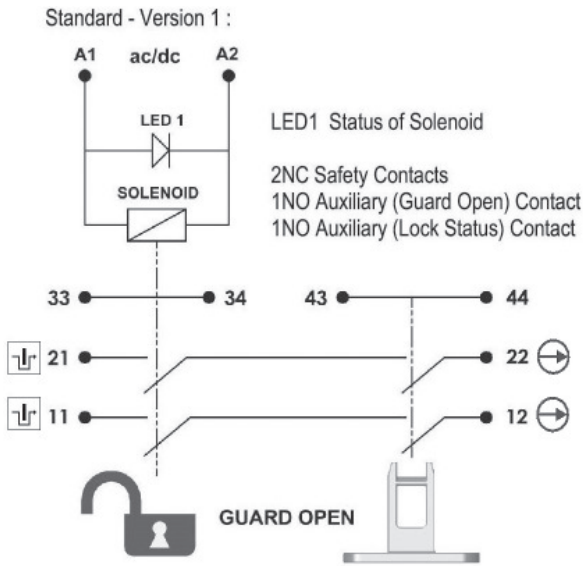 Standard - Version 1 :
A1 ac/dc A2
LED 1
LED1 Status of Solenoid
2NC Safety Contacts
SOLENOID
1NO Auxiliary (Guard Open) Contact
1NO Auxiliary (Lock Status) Contact
33 34 43 44
21 22
11 12
GUARD OPEN